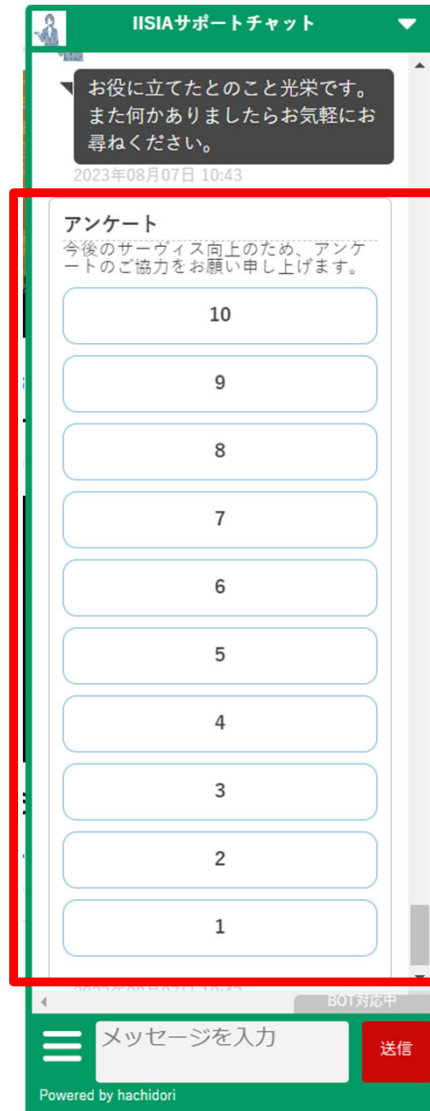 IISIAサポートチャット
お役に立てたとのこと光栄です。
また何かありましたらお気軽にお
尋ねください。
2023年08月07日 10:43
アンケート
今後のサーヴィス向上のため、アンケ
ートのご協力をお願い申し上げます。
10
9
8
7
6
5
4
3
2
1
BOT対応中
メッセージを入力
送信
Powered by hachidori